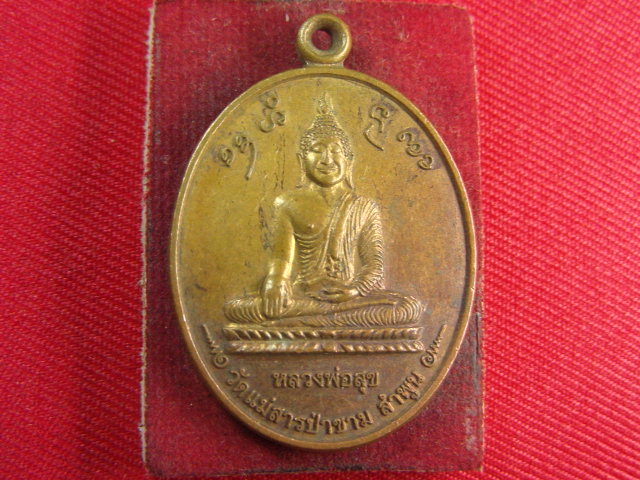 หลวงพ่อสุข
วัดแม่สารป่าขาม ลำพูน